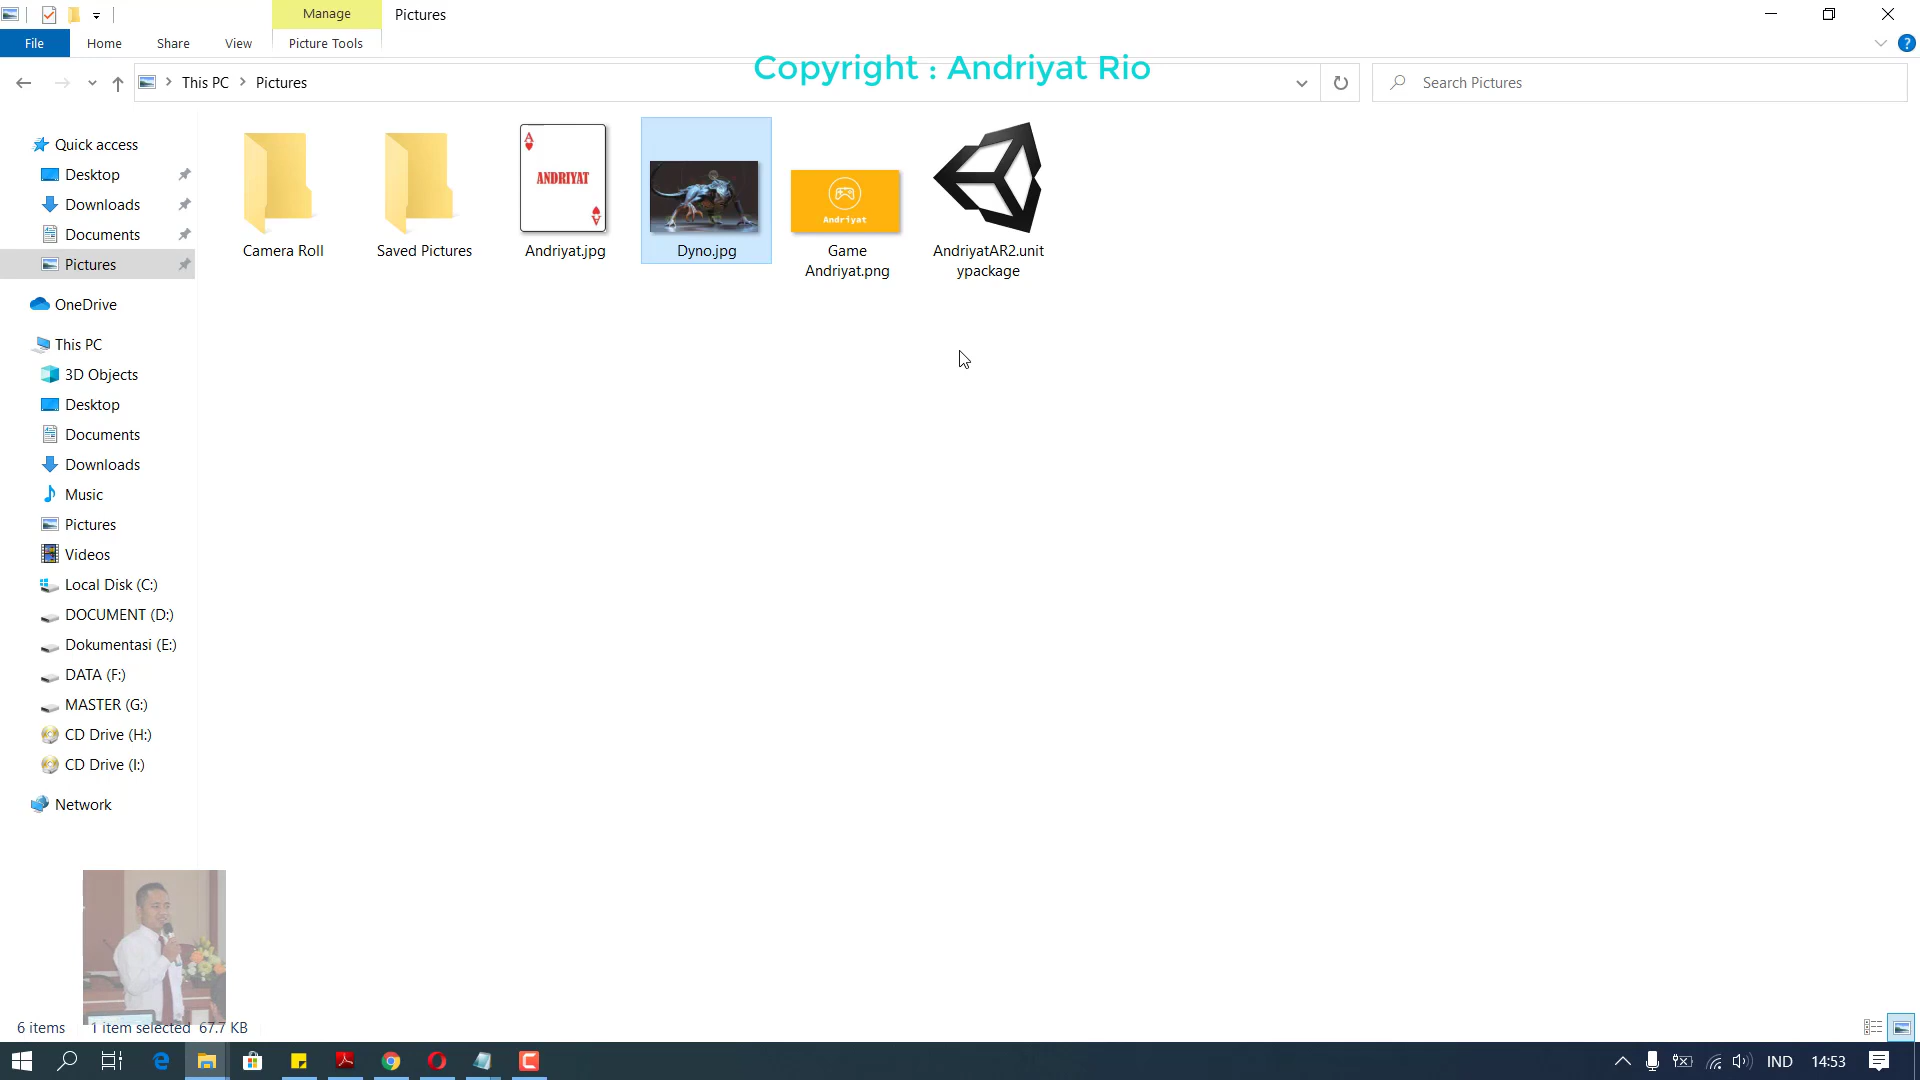 Manage
Pictures
File
Home
Share
View
Picture Tools
Copyright : Andriyat Rio
This PC
Pictures
Search Pictures
Quick access
Desktop
Downloads
Documents
Pictures
OneDrive
This PC
3D Objects
Desktop
Documents
Downloads
Music
Pictures
Videos
Local Disk (C:)
DOCUMENT (D:)
Dokumentasi (E:)
DATA (F:)
MASTER (G:)
CD Drive (H:)
CD Drive (I:)
Network
A
ANDRIYAT
A
Andriyat
Camera Roll
Saved Pictures
Andriyat.jpg
Dyno.jpg
Game
Andriyat.png
AndriyatAR2.unit
ypackage
6 items
1 item selected 67.7 KB
IND
14:53